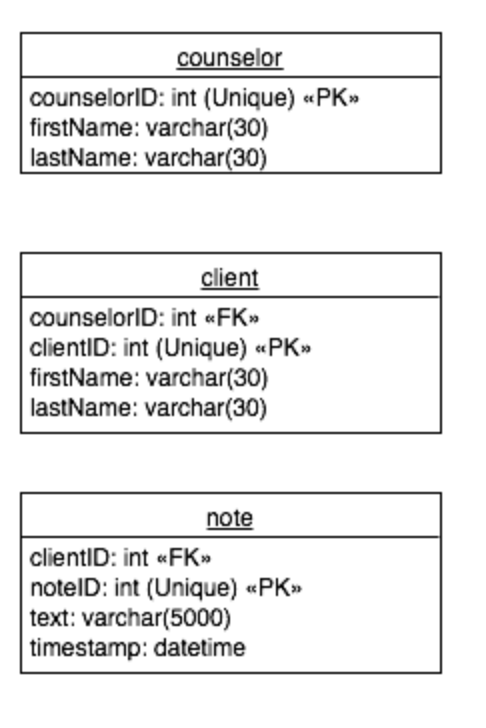 counselor
counselorID: int (Unique) «PK»
firstName: varchar(30)
lastName: varchar(30)
client
counselorID: int «FK»
clientID: int (Unique) «PK»
firstName: varchar(30)
lastName: varchar(30)
note
clientID: int «FK»
noteID: int (Unique) «PK»
text: varchar(5000)
timestamp: datetime